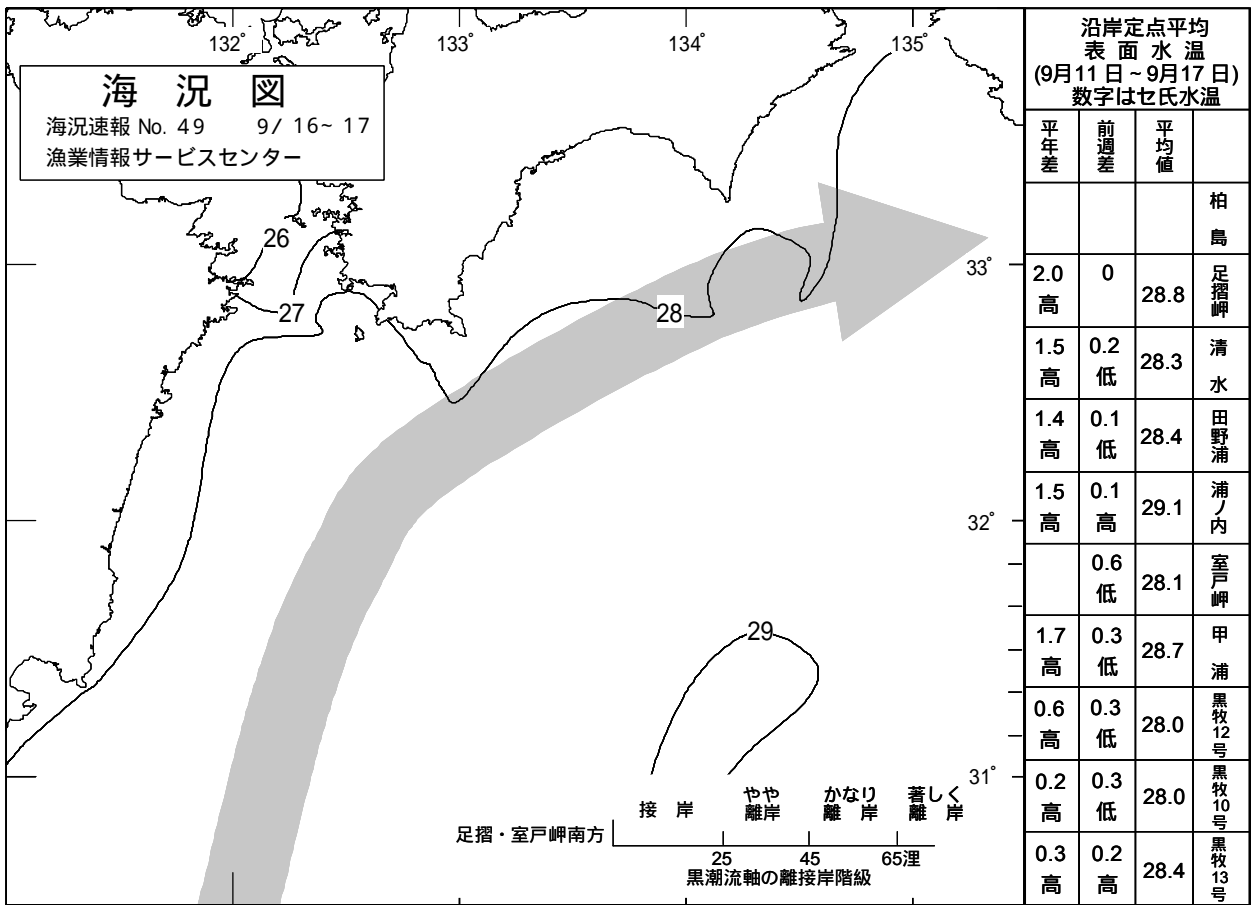 132°
133°
134°
135°
海 況 図
海況速報 No. 49 9/ 16~ 17
漁業情報サービスセンター
26
27
28
29
33°
32°
31°
接 岸
やや
離岸
かなり
離 岸
著しく
離 岸
足摺・室戸岬南方
25 45 65浬
黒潮流軸の離接岸階級
沿岸定点平均
表 面 水 温
(9月11 日 ~ 9月17 日)
数字はセ氏水温
平年差 前週差 平均値
柏島
2.0高 0 28.8 足摺岬
1.5高 0.2低 28.3 清水
1.4高 0.1低 28.4 田野浦
1.5高 0.1高 29.1 浦ノ内
0.6低 28.1 室戸岬
1.7高 0.3低 28.7 甲浦
0.6高 0.3低 28.0 黒牧12号
0.2高 0.3低 28.0 黒牧10号
0.3高 0.2高 28.4 黒牧13号